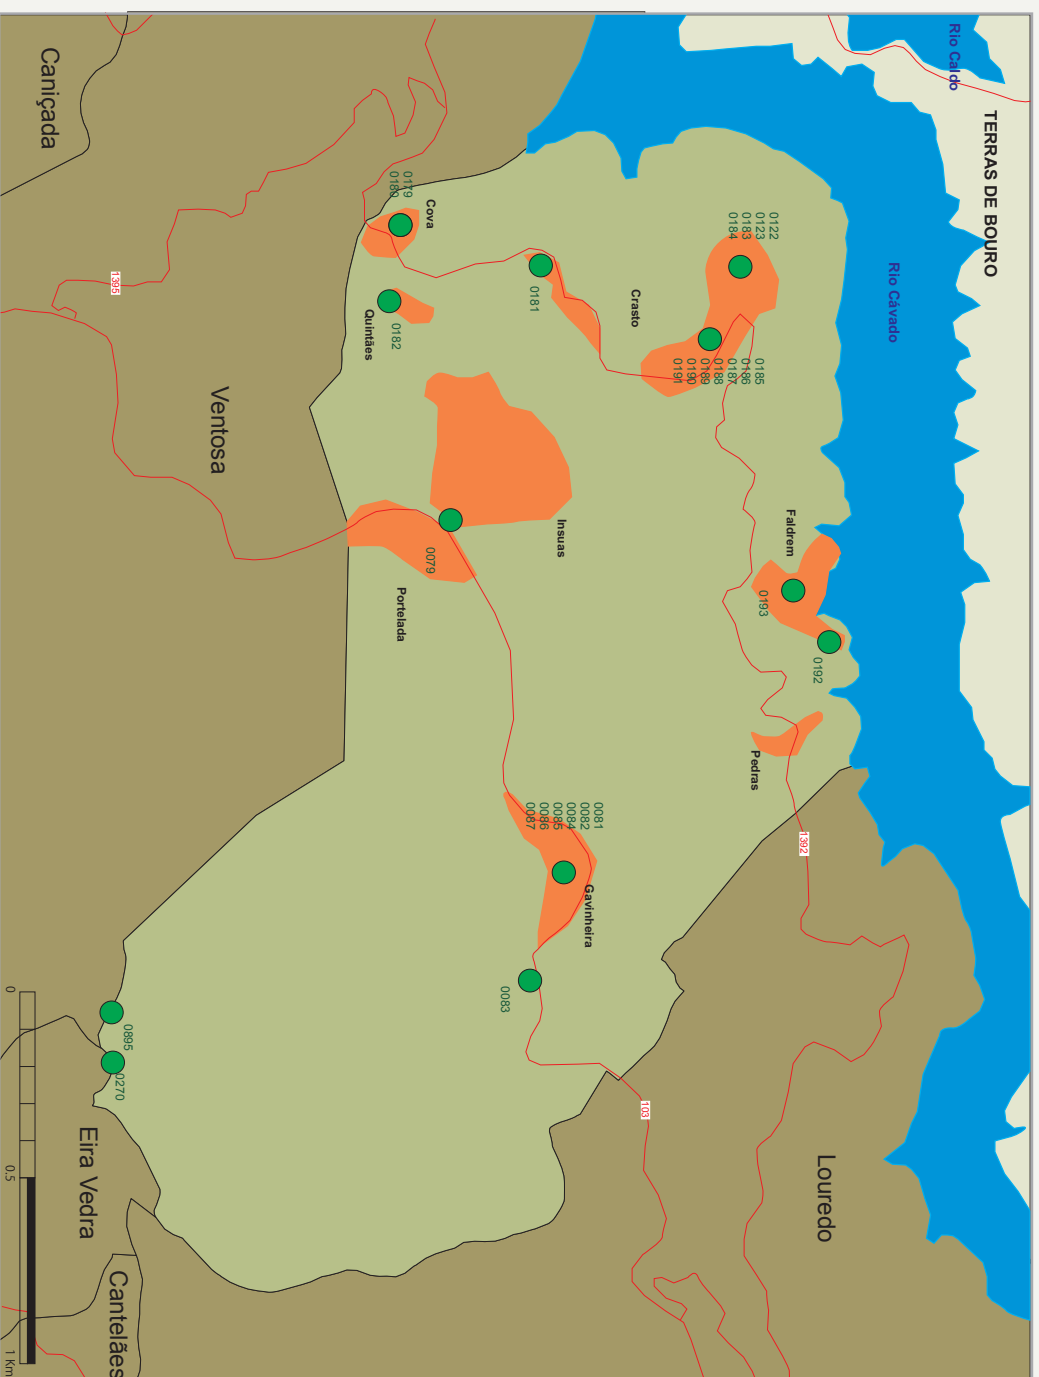 TERRAS DE BOURO
Rio Caldo
Rio Cávado
Louredo
0192
1392
Faldrem
0122
0123
0183
0184
0193
0185
0186
0187
0188
0189
0190
0191
Pedras
103
Crasto
0081
0082
0084
0085
0086
0087
Gavinheira
Insuas
0181
0083
Cova
0179
0180
0079
Portelada
0182
Quintães
Ventosa
0895
0270
Cantelães
1395
Eira Vedra
Caniçada
0 0.5 1 Km